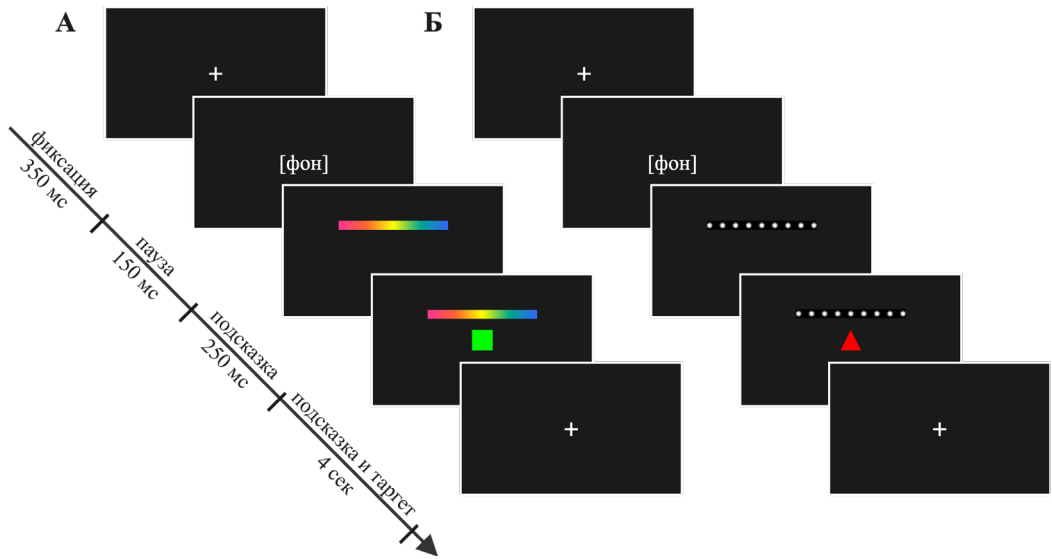 А
Б
+
+
[фон]
[фон]
фиксация
350 мс
пауза
150 мс
подсказка
250 мс
подсказка и таргет
4 сек
+
+